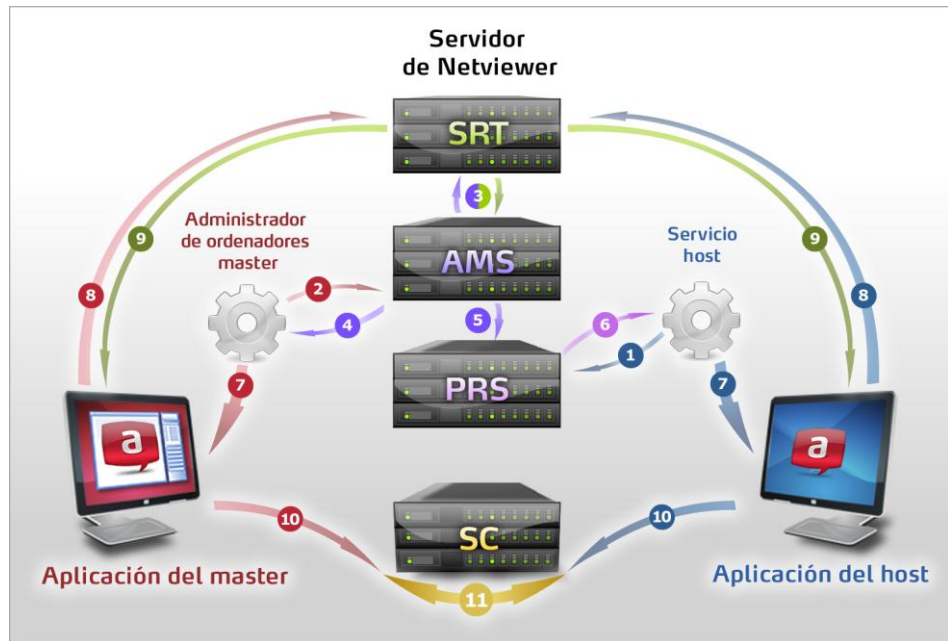 Servidor
de Netviewer
SRT
3
9
Administrador
de ordenadores
master
8
2
AMS
4
5
Servicio
host
9
8
6
1
7
PRS
7
a
a
10
SC
10
11
Aplicación del master
Aplicación del host